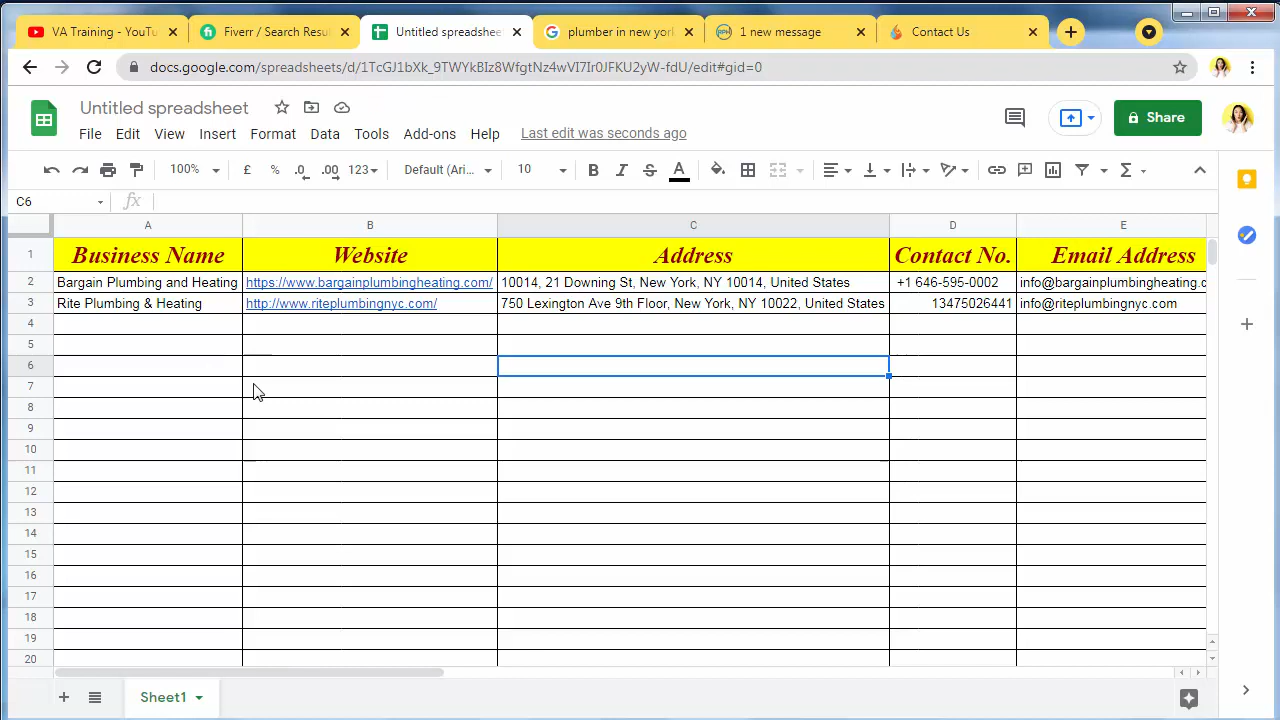 VA Training - YouTu
Fiverr / Search Resul
Untitled spreadshee
plumber in new york
1 new message
Contact Us
docs.google.com/spreadsheets/d/1TcGJ1bXk_9TWYkBIz8WfgtNz4wVI7Ir0JFKU2yW-fdU/edit#gid=0
Untitled spreadsheet
File Edit View Insert Format Data Tools Add-ons Help Last edit was seconds ago
Share
100% £ % .0 .00 123 Default (Ari... 10 B I S A Σ
C6 fx
A B C D E
1 Business Name Website Address Contact No. Email Address
2 Bargain Plumbing and Heating https://www.bargainplumbingheating.com/ 10014, 21 Downing St, New York, NY 10014, United States +1 646-595-0002 info@bargainplumbingheating.c
3 Rite Plumbing & Heating http://www.riteplumbingnyc.com/ 750 Lexington Ave 9th Floor, New York, NY 10022, United States 13475026441 info@riteplumbingnyc.com
4
5
6
7
8
9
10
11
12
13
14
15
16
17
18
19
20
Sheet1